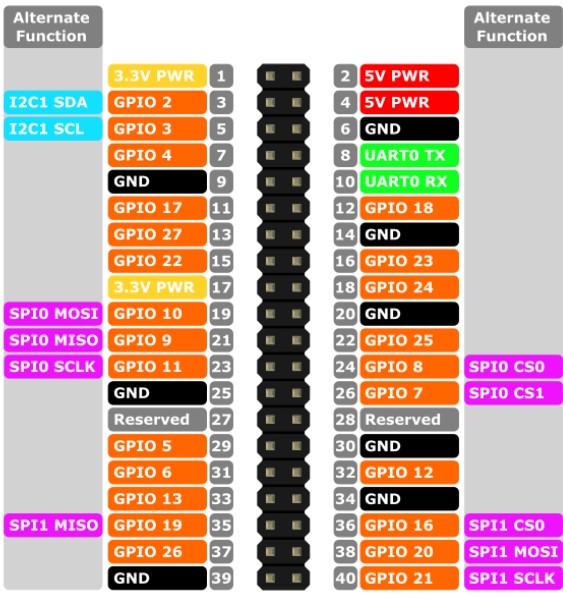 Alternate Function Alternate Function
3.3V PWR 1 2 5V PWR
I2C1 SDA GPIO 2 3 4 5V PWR
I2C1 SCL GPIO 3 5 6 GND
GPIO 4 7 8 UART0 TX
GND 9 10 UART0 RX
GPIO 17 11 12 GPIO 18
GPIO 27 13 14 GND
GPIO 22 15 16 GPIO 23
3.3V PWR 17 18 GPIO 24
SPI0 MOSI GPIO 10 19 20 GND
SPI0 MISO GPIO 9 21 22 GPIO 25
SPI0 SCLK GPIO 11 23 24 GPIO 8 SPI0 CS0
GND 25 26 GPIO 7 SPI0 CS1
Reserved 27 28 Reserved
GPIO 5 29 30 GND
GPIO 6 31 32 GPIO 12
GPIO 13 33 34 GND
SPI1 MISO GPIO 19 35 36 GPIO 16 SPI1 CS0
GPIO 26 37 38 GPIO 20 SPI1 MOSI
GND 39 40 GPIO 21 SPI1 SCLK